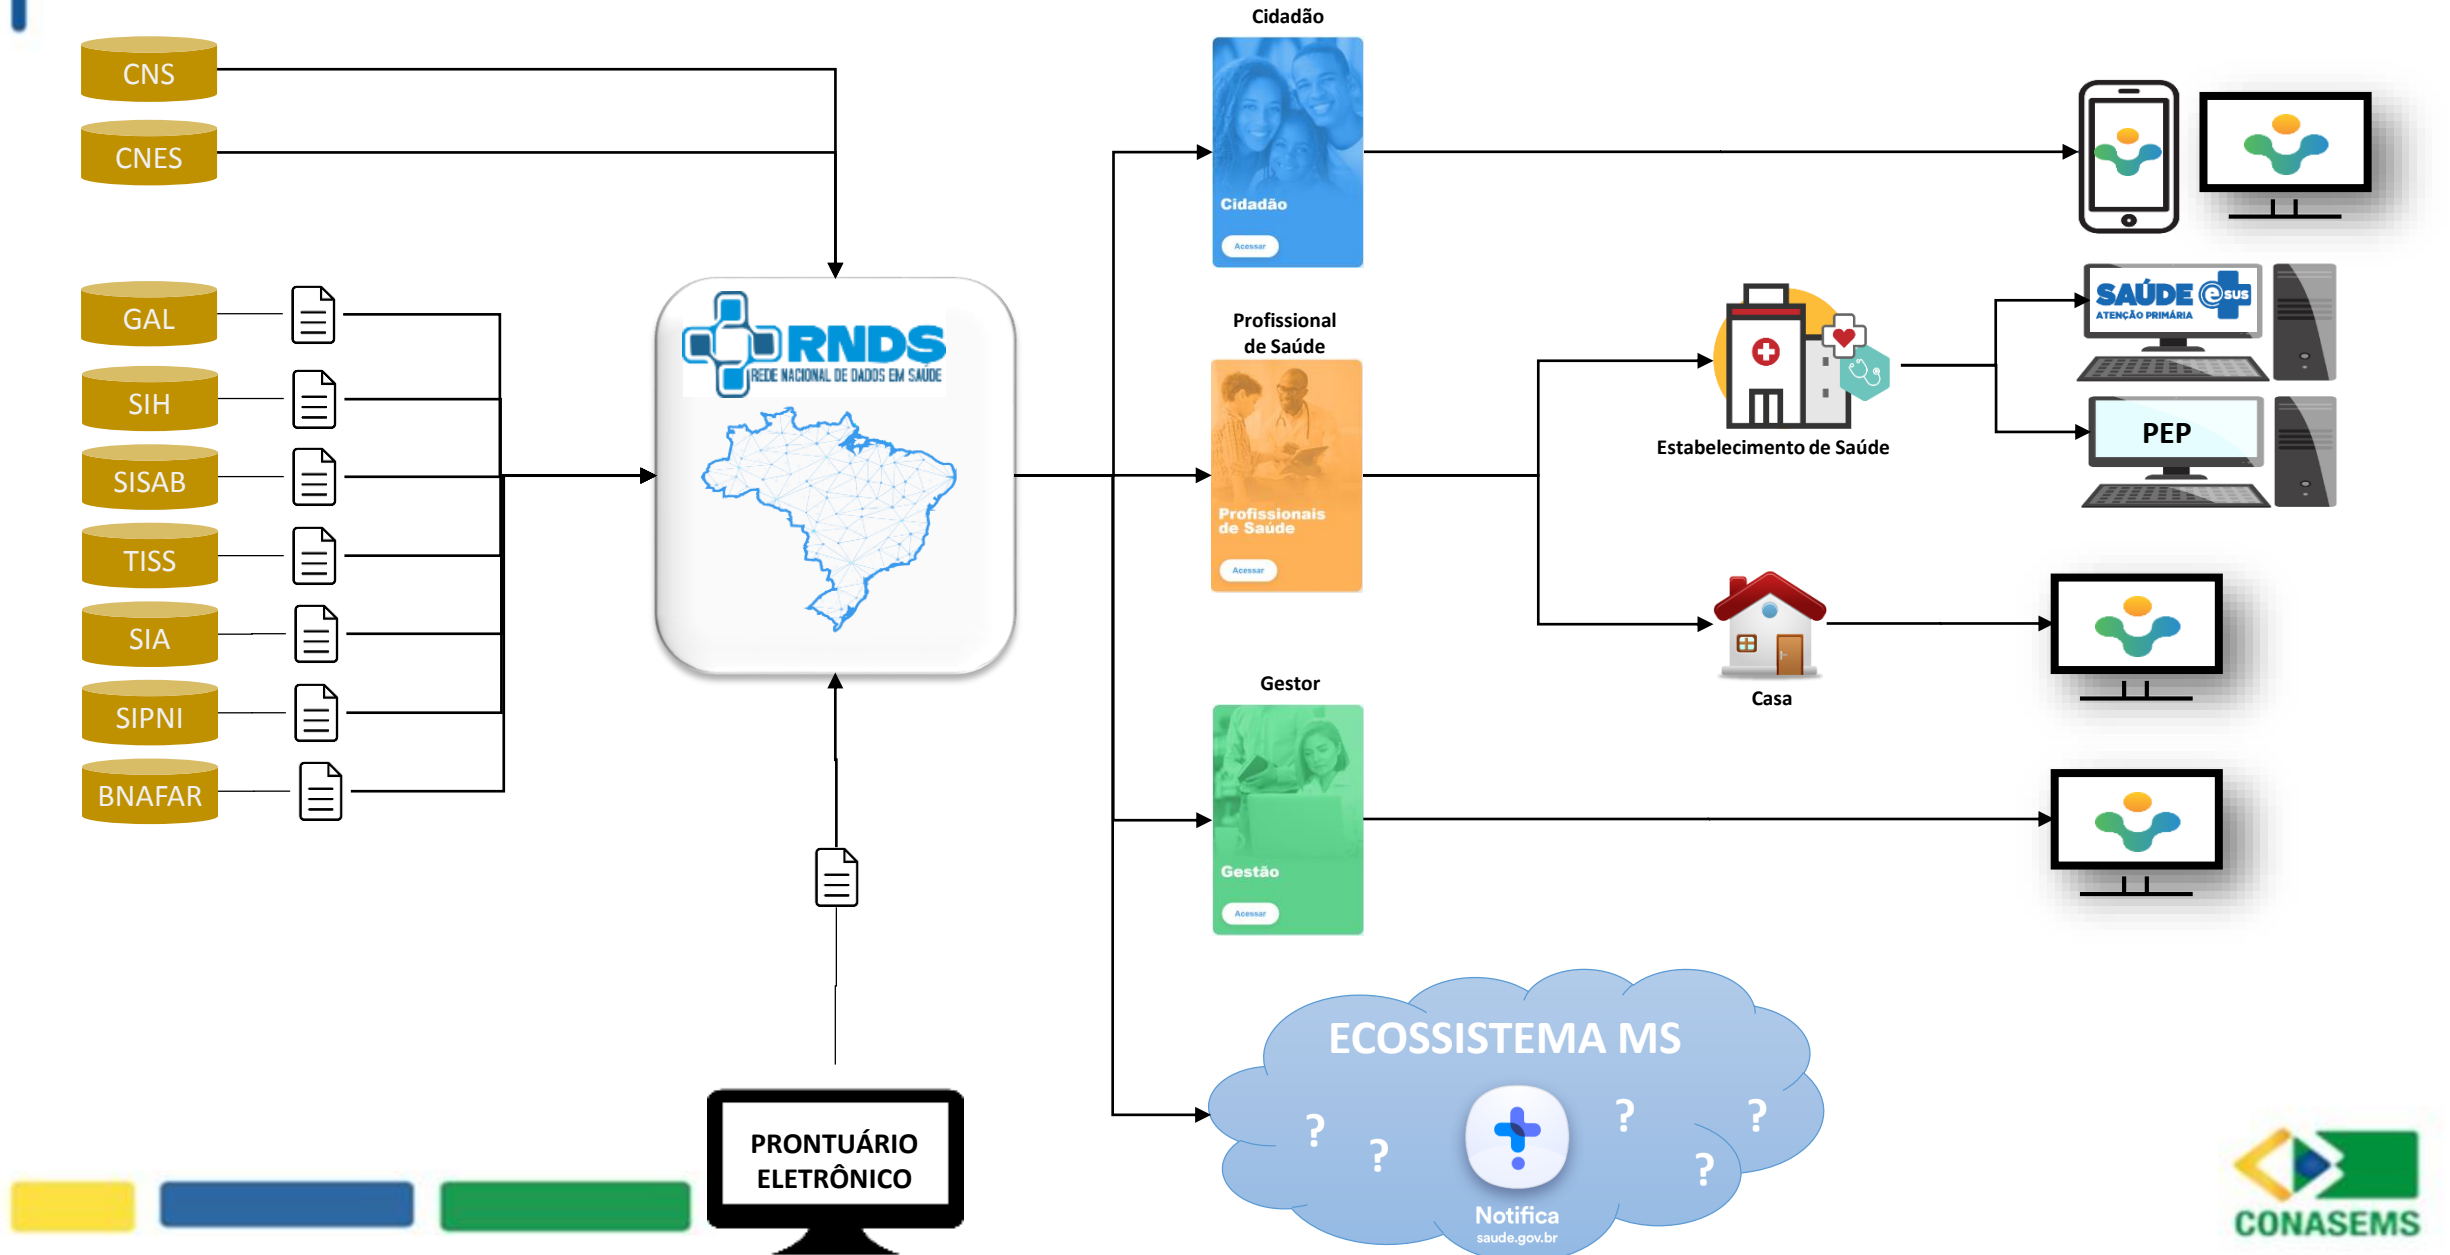 CNS
CNES
GAL
SIH
SISAB
TISS
SIA
SIPNI
BNAFAR
RNDS
REDE NACIONAL DE DADOS EM SAÚDE
PRONTUÁRIO
ELETRÔNICO
Cidadão
Cidadão
Acessar
Profissional
de Saúde
Profissionais
de Saúde
Acessar
Gestor
Gestão
Acessar
Estabelecimento de Saúde
Casa
SAÚDE e SUS
ATENÇÃO PRIMÁRIA
PEP
ECOSSISTEMA MS
? ? ? ? ?
Notifica
saude.gov.br
CONASEMS